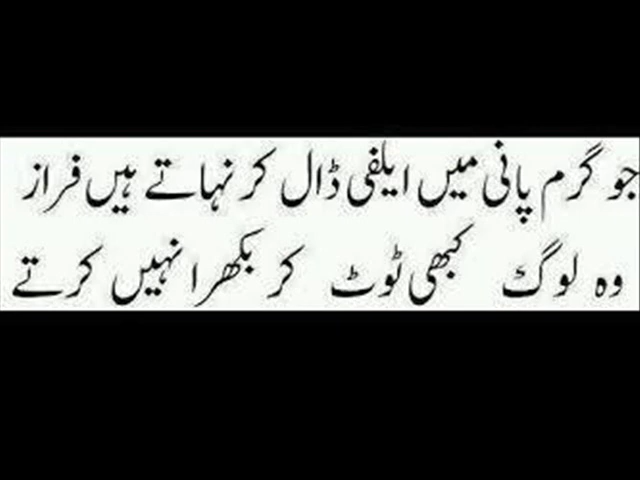 جو گرم پانی میں ایلفی ڈال کر نہاتے ہیں فراز
وہ لوگ کبھی ٹوٹ کر بکھرا نہیں کرتے